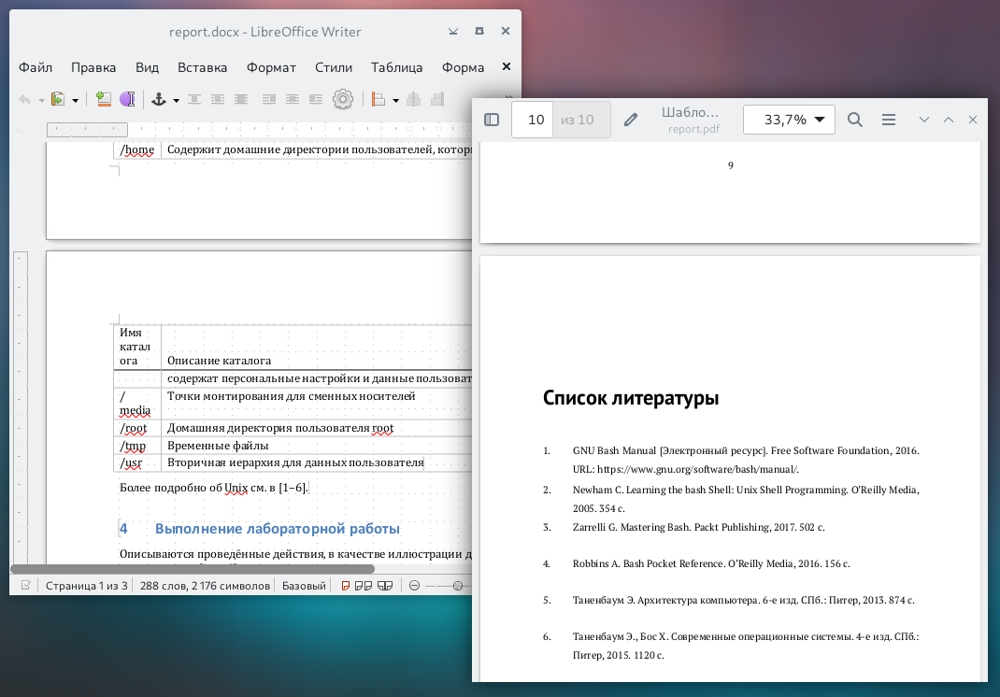 report.docx - LibreOffice Writer
Файл Правка Вид Вставка Формат Стили Таблица Форма
/home Содержит домашние директории пользователей, котор
Имя
катал
ога Описание каталога
содержат персональные настройки и данные пользоват
/ Точки монтирования для сменных носителей
media
/root Домашняя директория пользователя root
/tmp Временные файлы
/usr Вторичная иерархия для данных пользователя
Более подробно об Unix см. в [1–6].
4 Выполнение лабораторной работы
Описываются проведённые действия, в качестве иллюстрации д
Страница 1 из 3 288 слов, 2 176 символов Базовый
10 из 10 Шабло… 33,7%
report.pdf
9
Список литературы
1. GNU Bash Manual [Электронный ресурс]. Free Software Foundation, 2016.
URL: https://www.gnu.org/software/bash/manual/.
2. Newham C. Learning the bash Shell: Unix Shell Programming. O’Reilly Media,
2005. 354 с.
3. Zarrelli G. Mastering Bash. Packt Publishing, 2017. 502 с.
4. Robbins A. Bash Pocket Reference. O’Reilly Media, 2016. 156 с.
5. Таненбаум Э. Архитектура компьютера. 6-е изд. СПб.: Питер, 2013. 874 с.
6. Таненбаум Э., Бос Х. Современные операционные системы. 4-е изд. СПб.:
Питер, 2015. 1120 с.